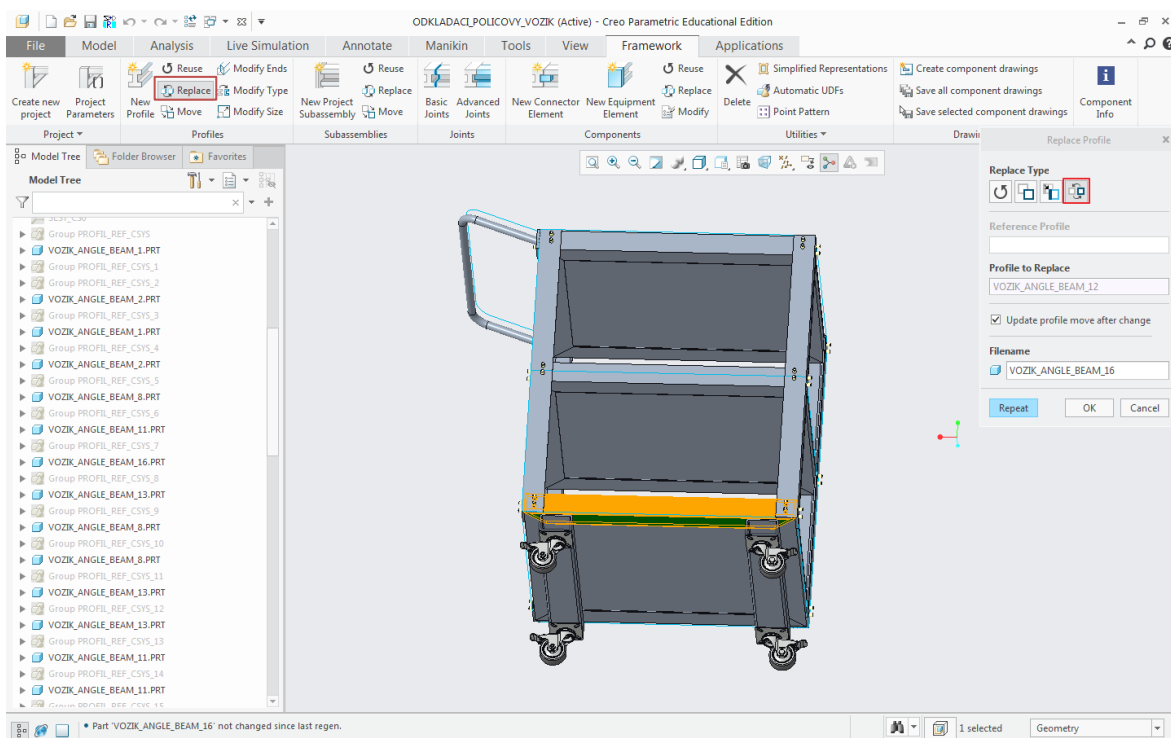 ODKLADACI_POLICOVY_VOZIK (Active) - Creo Parametric Educational Edition
File Model Analysis Live Simulation Annotate Manikin Tools View Framework Applications
Create new project
Project Parameters
New Profile
Reuse
Replace
Move
Modify Ends
Modify Type
Modify Size
New Project Subassembly
Reuse
Replace
Move
Basic Joints
Advanced Joints
New Connector Element
New Equipment Element
Reuse
Replace
Modify
Delete
Simplified Representations
Automatic UDFs
Point Pattern
Create component drawings
Save all component drawings
Save selected component drawings
Component Info
Project Profiles Subassemblies Joints Components Utilities Drawi
Model Tree Folder Browser Favorites
Model Tree
Group PROFIL_REF_CSYS
VOZIK_ANGLE_BEAM_1.PRT
Group PROFIL_REF_CSYS_1
Group PROFIL_REF_CSYS_2
VOZIK_ANGLE_BEAM_2.PRT
Group PROFIL_REF_CSYS_3
VOZIK_ANGLE_BEAM_1.PRT
Group PROFIL_REF_CSYS_4
VOZIK_ANGLE_BEAM_2.PRT
Group PROFIL_REF_CSYS_5
VOZIK_ANGLE_BEAM_8.PRT
Group PROFIL_REF_CSYS_6
VOZIK_ANGLE_BEAM_11.PRT
Group PROFIL_REF_CSYS_7
VOZIK_ANGLE_BEAM_16.PRT
Group PROFIL_REF_CSYS_8
VOZIK_ANGLE_BEAM_13.PRT
Group PROFIL_REF_CSYS_9
VOZIK_ANGLE_BEAM_8.PRT
Group PROFIL_REF_CSYS_10
VOZIK_ANGLE_BEAM_8.PRT
Group PROFIL_REF_CSYS_11
VOZIK_ANGLE_BEAM_13.PRT
Group PROFIL_REF_CSYS_12
VOZIK_ANGLE_BEAM_13.PRT
Group PROFIL_REF_CSYS_13
VOZIK_ANGLE_BEAM_11.PRT
Group PROFIL_REF_CSYS_14
VOZIK_ANGLE_BEAM_11.PRT
Group PROFIL_REF_CSYS_15
Replace Profile
Replace Type
Reference Profile
Profile to Replace
VOZIK_ANGLE_BEAM_12
Update profile move after change
Filename
VOZIK_ANGLE_BEAM_16
Repeat OK Cancel
• Part 'VOZIK_ANGLE_BEAM_16' not changed since last regen.
1 selected Geometry